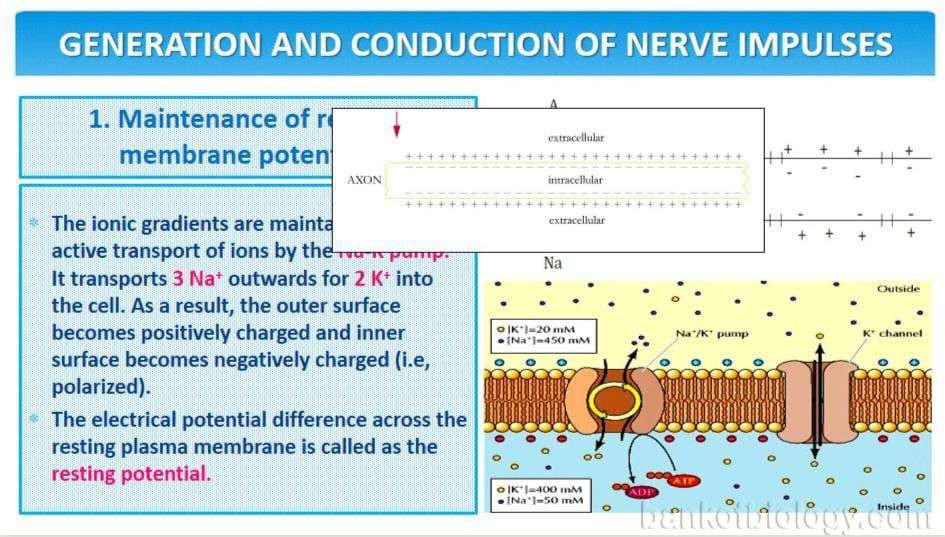 GENERATION AND CONDUCTION OF NERVE IMPULSES
1. Maintenance of
membrane
* The ionic gradients are
active transport of ions by the Na-K pump.
It transports 3 Na⁺ outwards for 2 K⁺ into
the cell. As a result, the outer surface
becomes positively charged and inner
surface becomes negatively charged (i.e,
polarized).
* The electrical potential difference across the
resting plasma membrane is called as the
resting potential.
A
extracellular
+ + + + + + + + + + + + + + + + + + + + + + + + + + + + + + + + + + +
AXON
intracellular
+ + + + + + + + + + + + + + + + + + + + + + + + + + + + + + + + + + +
extracellular
+ + + +
- - -
- -
+ + + +
Na
Outside
[K⁺]=20 mM
[Na⁺]=450 mM
Na⁺/K⁺ pump
K⁺ channel
ADP
ATP
[K⁺]=400 mM
[Na⁺]=50 mM
Inside
bankofbiology.com